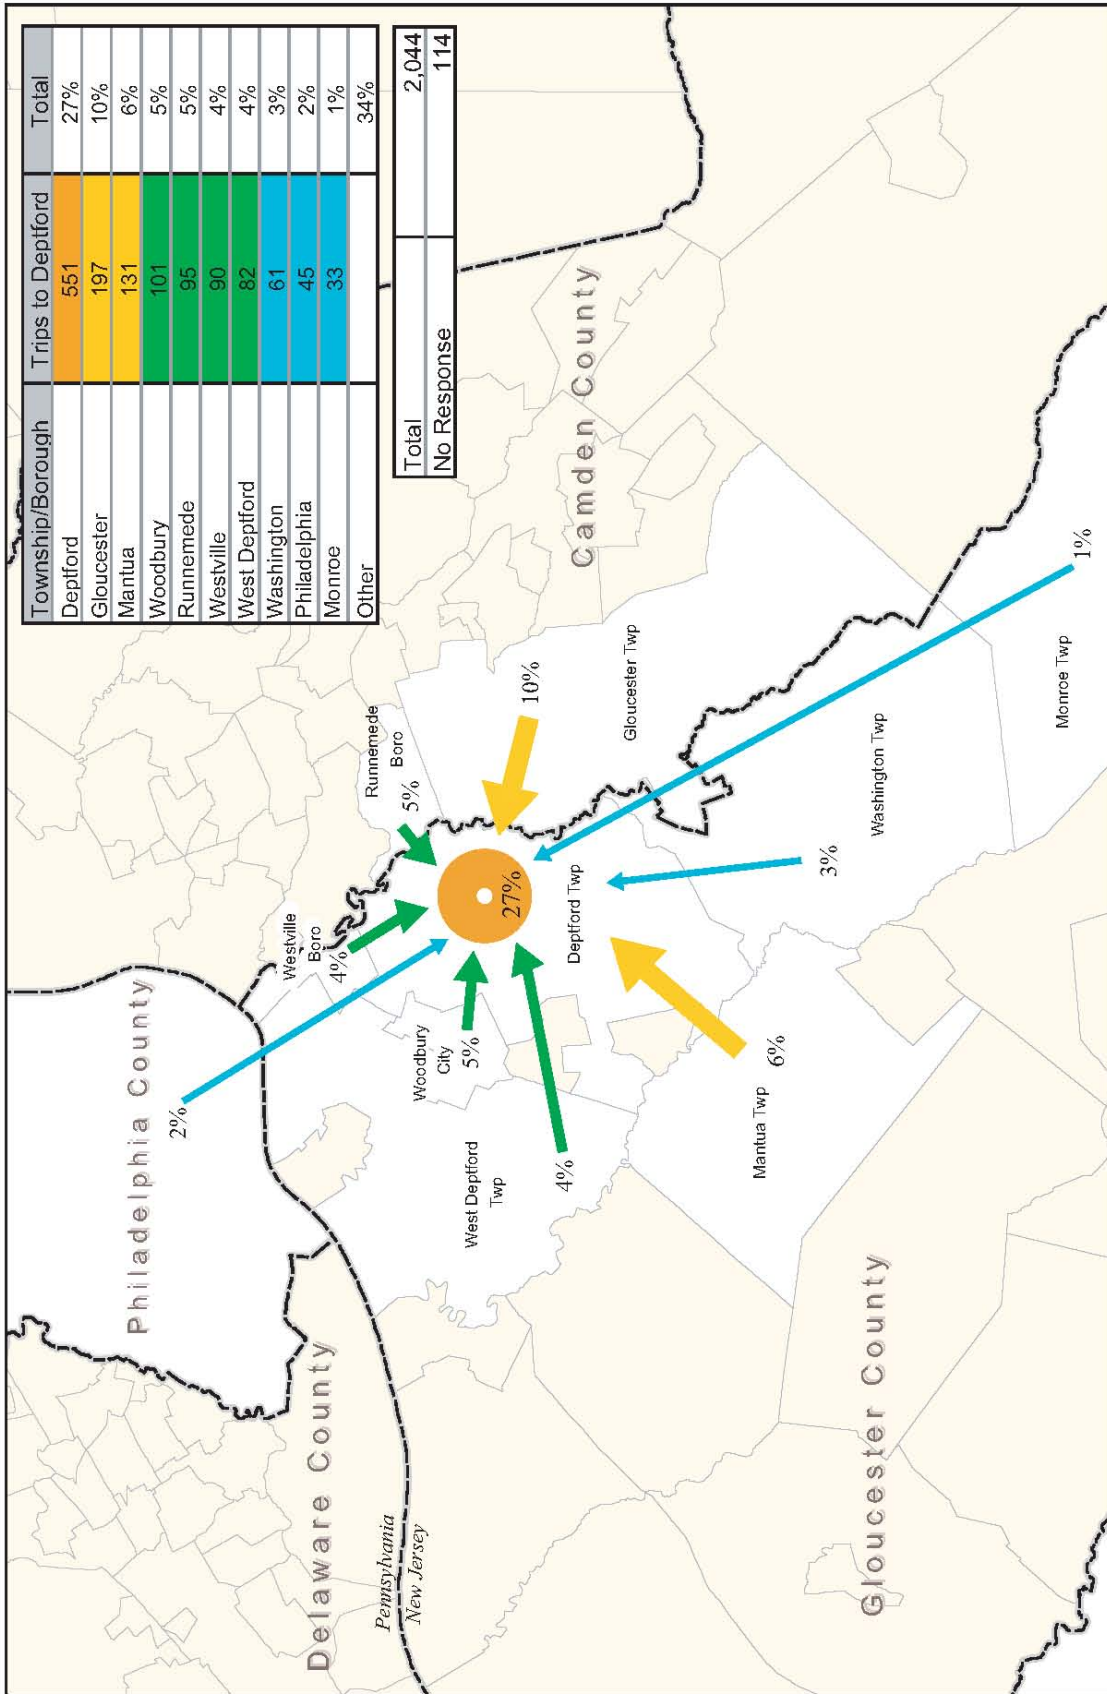 Township/Borough Trips to Deptford Total
Deptford 551 27%
Gloucester 197 10%
Mantua 131 6%
Woodbury 101 5%
Runnemede 95 5%
Westville 90 4%
West Deptford 82 4%
Washington 61 3%
Philadelphia 45 2%
Monroe 33 1%
Other 34%
Total 2,044
No Response 114
Philadelphia County
2%
Delaware County
Pennsylvania
New Jersey
Westville
Boro
4%
Runnemede
Boro
5%
Woodbury
City
5%
West Deptford
Twp
4%
27%
Deptford Twp
10%
Gloucester Twp
Camden County
6%
Mantua Twp
3%
Washington Twp
Gloucester County
Monroe Twp
1%